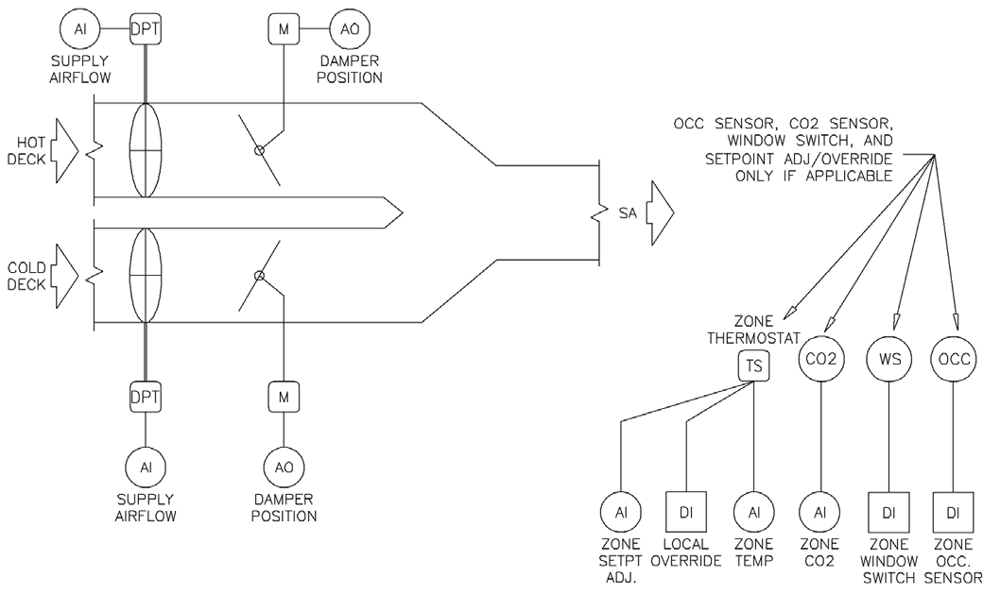 AI
DPT
M
AO
SUPPLY
AIRFLOW
DAMPER
POSITION
HOT
DECK
COLD
DECK
SA
OCC SENSOR, CO2 SENSOR,
WINDOW SWITCH, AND
SETPOINT ADJ/OVERRIDE
ONLY IF APPLICABLE
ZONE
THERMOSTAT
TS
CO2
WS
OCC
DPT
M
AI
AO
SUPPLY
AIRFLOW
DAMPER
POSITION
AI
DI
AI
AI
DI
DI
ZONE
SETPT
ADJ.
LOCAL
OVERRIDE
ZONE
TEMP
ZONE
CO2
ZONE
WINDOW
SWITCH
ZONE
OCC.
SENSOR